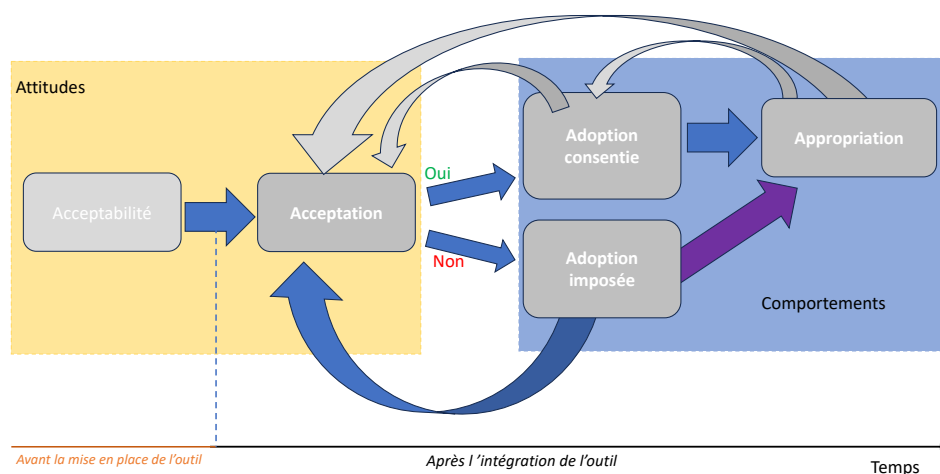 Attitudes
Acceptabilité
Acceptation
Oui
Non
Adoption
consentie
Adoption
imposée
Appropriation
Comportements
Avant la mise en place de l’outil
Après l ’intégration de l’outil
Temps